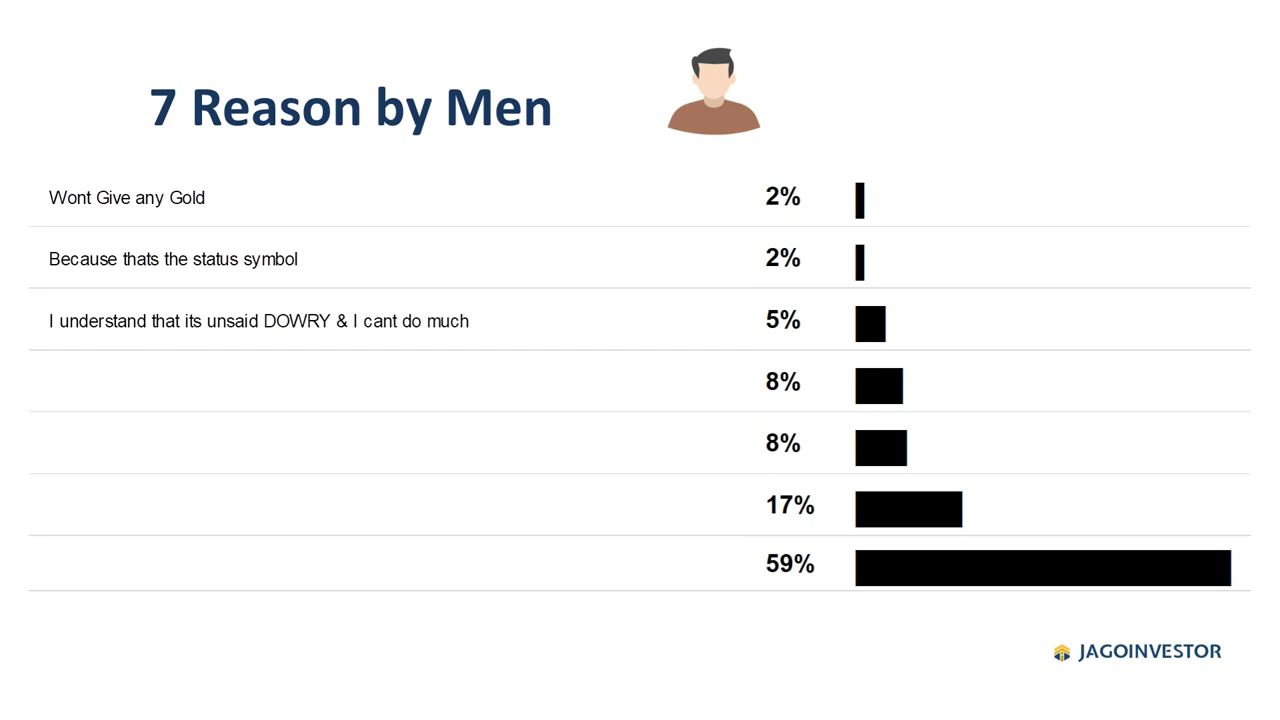 7 Reason by Men
Wont Give any Gold 2%
Because thats the status symbol 2%
I understand that its unsaid DOWRY & I cant do much 5%
8%
8%
17%
59%
JAGOINVESTOR